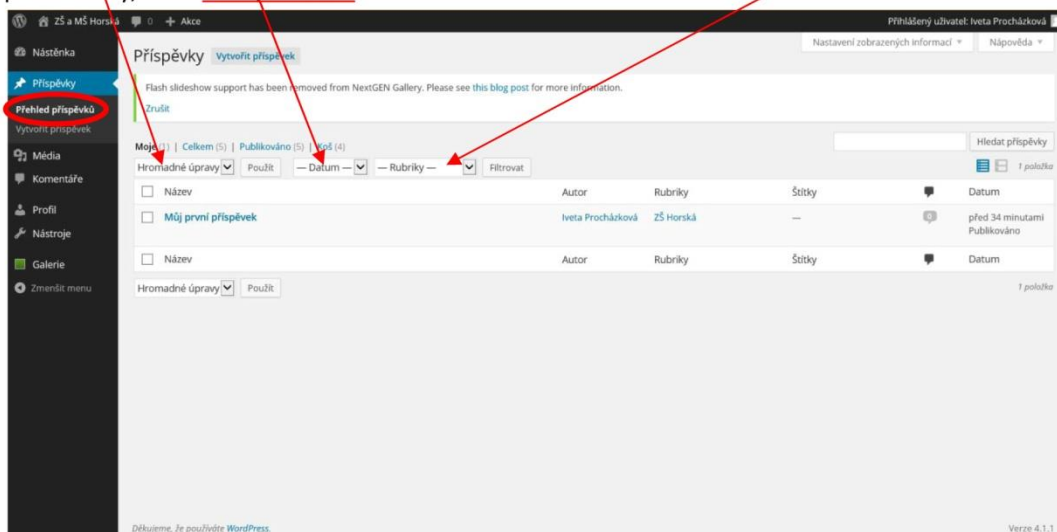 ZŠ a MŠ Horská 0 + Akce Přihlášený uživatel: Iveta Procházková
Nastavení zobrazených informací ▼ Nápověda ▼
Nástěnka
Příspěvky
Přehled příspěvků
Vytvořit příspěvek
Média
Komentáře
Profil
Nástroje
Galerie
Zmenšit menu
Příspěvky Vytvořit příspěvek
Flash slideshow support has been removed from NextGEN Gallery. Please see this blog post for more information.
Zrušit
Moje (1) | Celkem (5) | Publikováno (5) | Koš (4)
Hledat příspěvky
Hromadné úpravy Použít — Datum — — Rubriky — Filtrovat 1 položka
Název Autor Rubriky Štítky Datum
Můj první příspěvek Iveta Procházková ZŠ Horská — 0 před 34 minutami
Publikováno
Název Autor Rubriky Štítky Datum
Hromadné úpravy Použít 1 položka
Děkujeme, že používáte WordPress. Verze 4.1.1